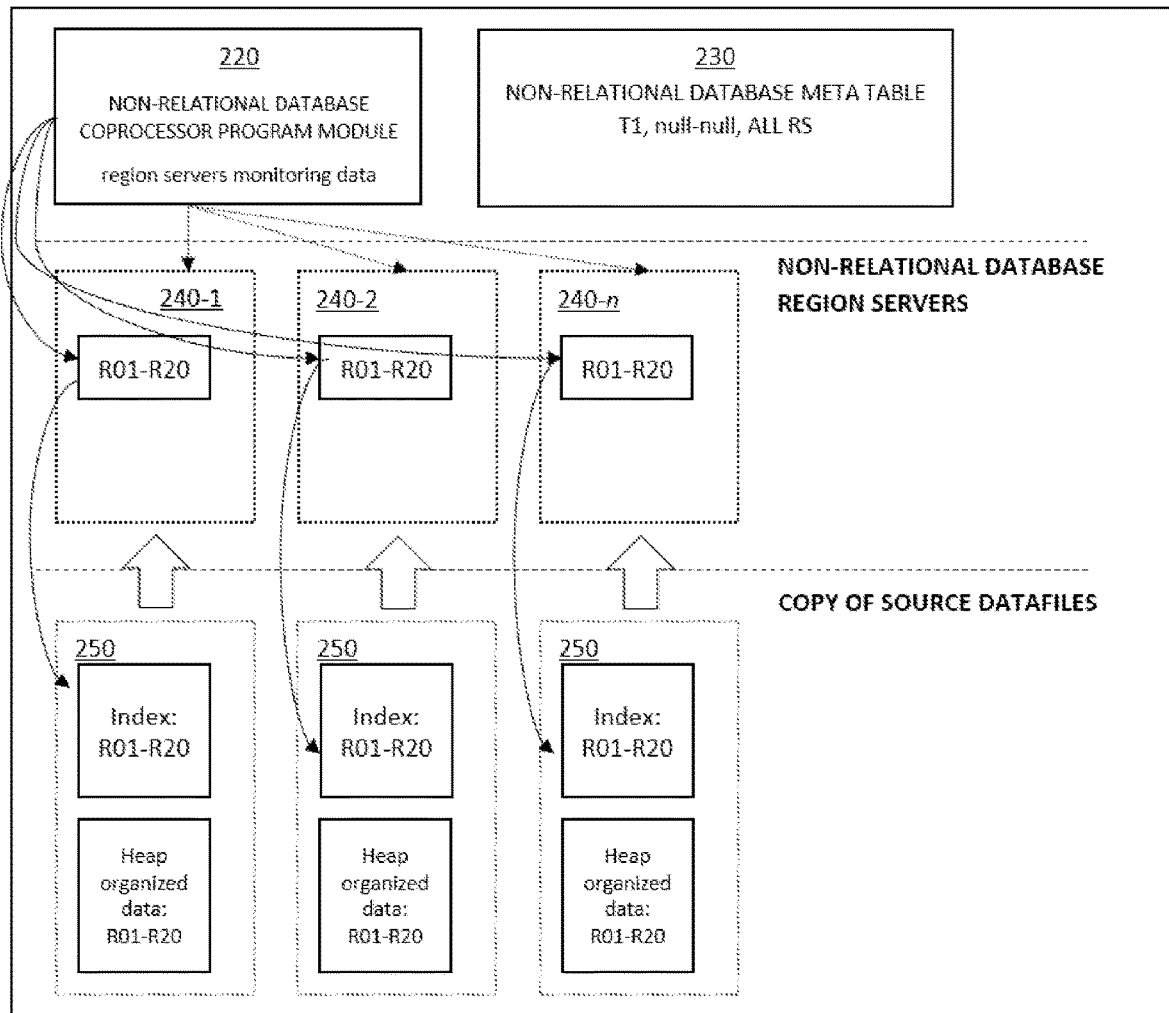 220
NON-RELATIONAL DATABASE
COPROCESSOR PROGRAM MODULE
region servers monitoring data
230
NON-RELATIONAL DATABASE META TABLE
T1, null-null, ALL RS
NON-RELATIONAL DATABASE
REGION SERVERS
240-1
R01-R20
240-2
R01-R20
240-n
R01-R20
COPY OF SOURCE DATAFILES
250
Index:
R01-R20
Heap
organized
data:
R01-R20
250
Index:
R01-R20
Heap
organized
data:
R01-R20
250
Index:
R01-R20
Heap
organized
data:
R01-R20